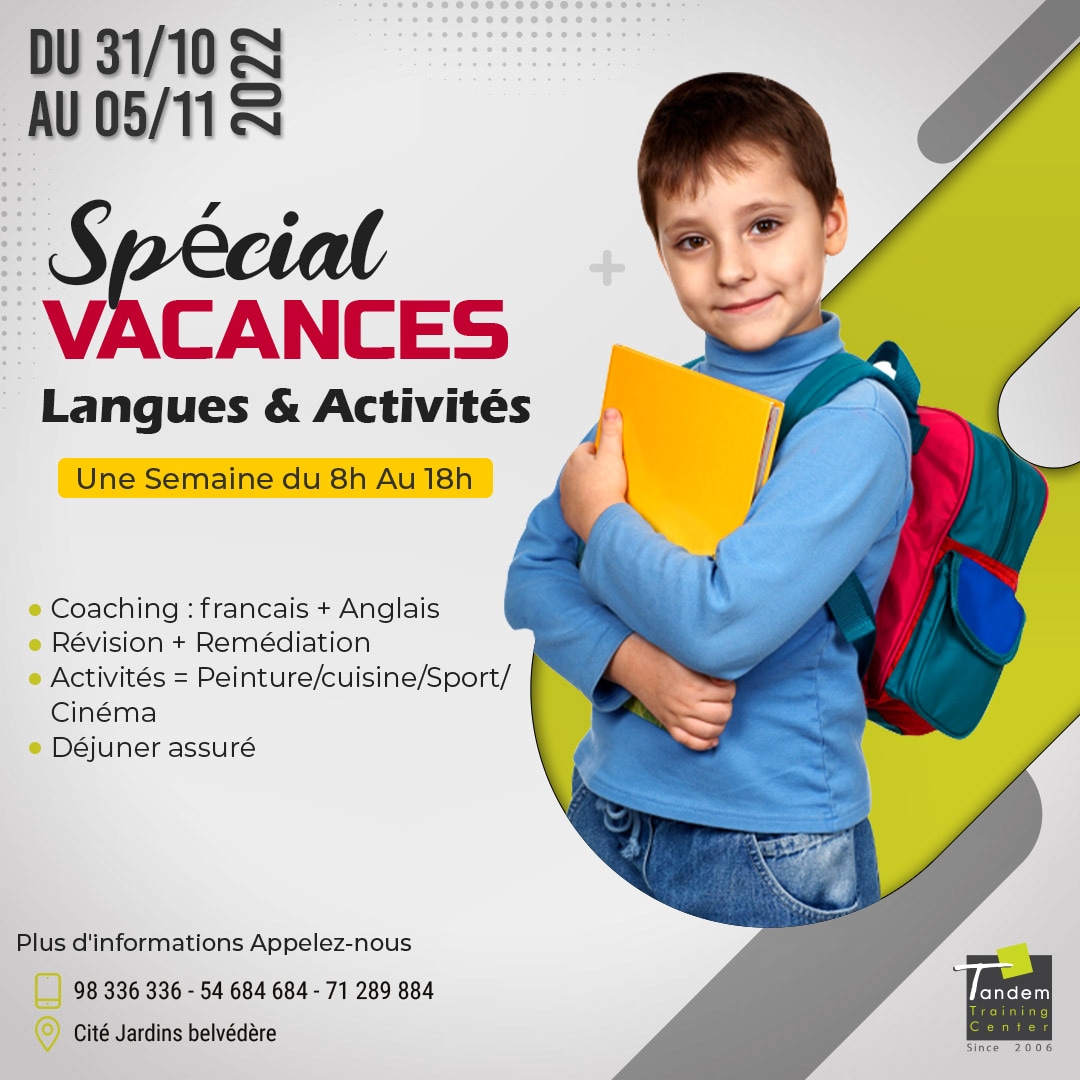 DU 31/10
AU 05/11
2022
Spécial
VACANCES
Langues & Activités
Une Semaine du 8h Au 18h
Coaching : francais + Anglais
Révision + Remédiation
Activités = Peinture/cuisine/Sport/
Cinéma
Déjuner assuré
Plus d'informations Appelez-nous
98 336 336 - 54 684 684 - 71 289 884
Cité Jardins belvédère
Tandem
Training
Center
Since 2006